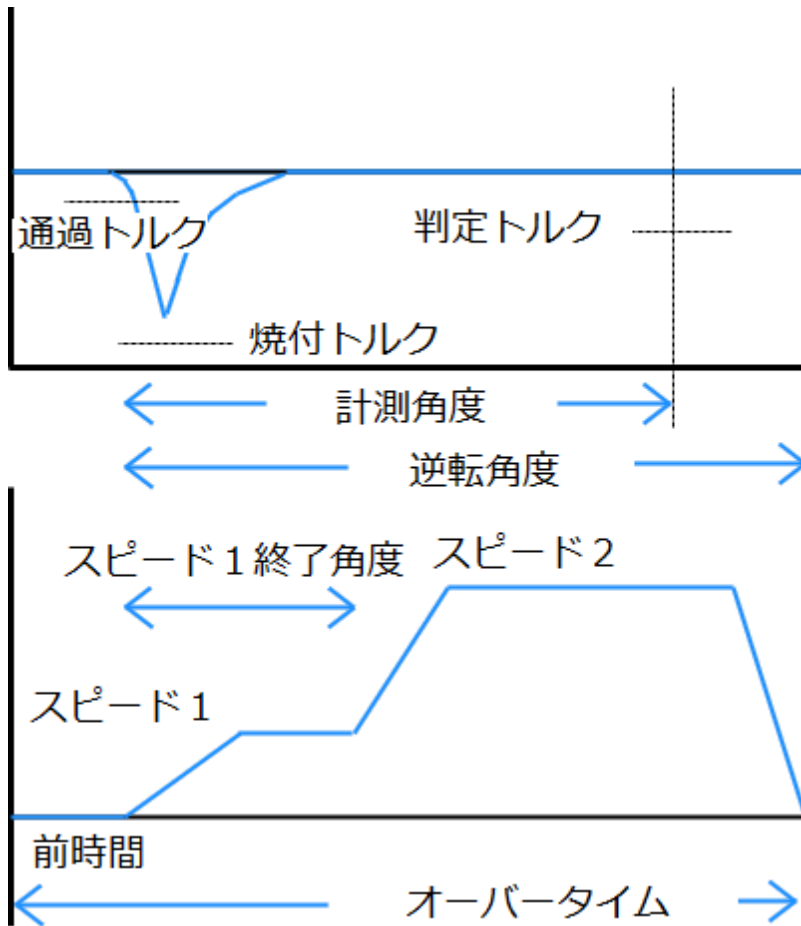 通過トルク
判定トルク
焼付トルク
計測角度
逆転角度
スピード１終了角度
スピード２
スピード１
前時間
オーバータイム